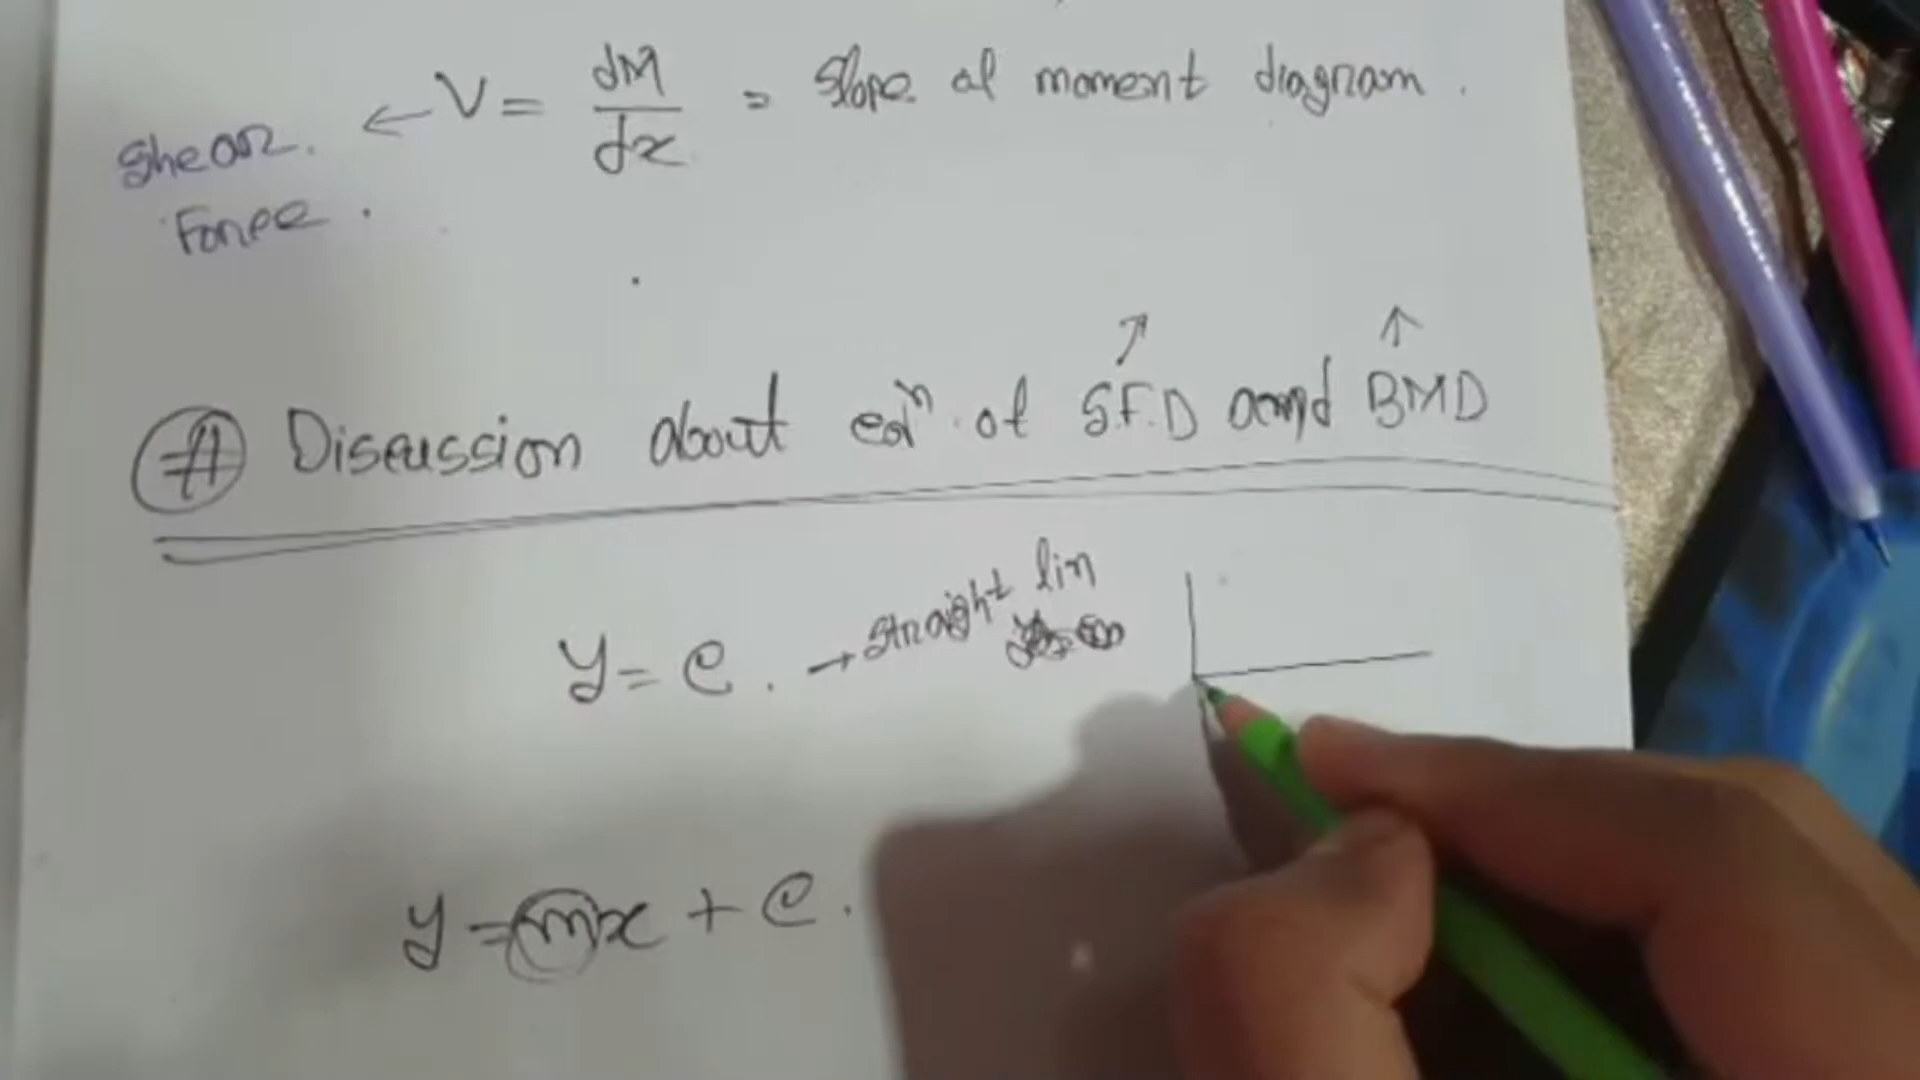 V = dM/dx = Slope of moment diagram.
Shear. ←
Force.
# Discussion about eqⁿ. of S.F.D and BMD
y = c. → straight lin
y = mx + c.